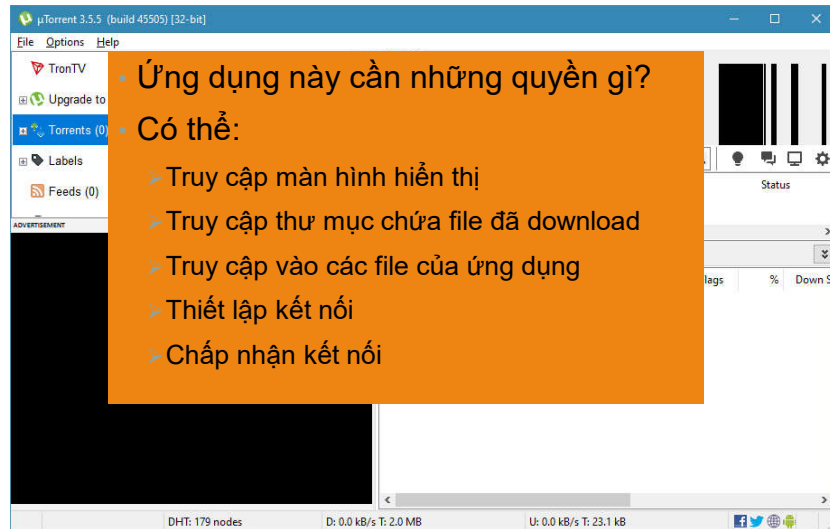 µTorrent 3.5.5 (build 45505) [32-bit]
File Options Help
TronTV
Upgrade to
Torrents (0)
Labels
Feeds (0)
ADVERTISEMENT
Ứng dụng này cần những quyền gì?
Có thể:
Truy cập màn hình hiển thị
Truy cập thư mục chứa file đã download
Truy cập vào các file của ứng dụng
Thiết lập kết nối
Chấp nhận kết nối
Status
lags % Down S
DHT: 179 nodes D: 0.0 kB/s T: 2.0 MB U: 0.0 kB/s T: 23.1 kB